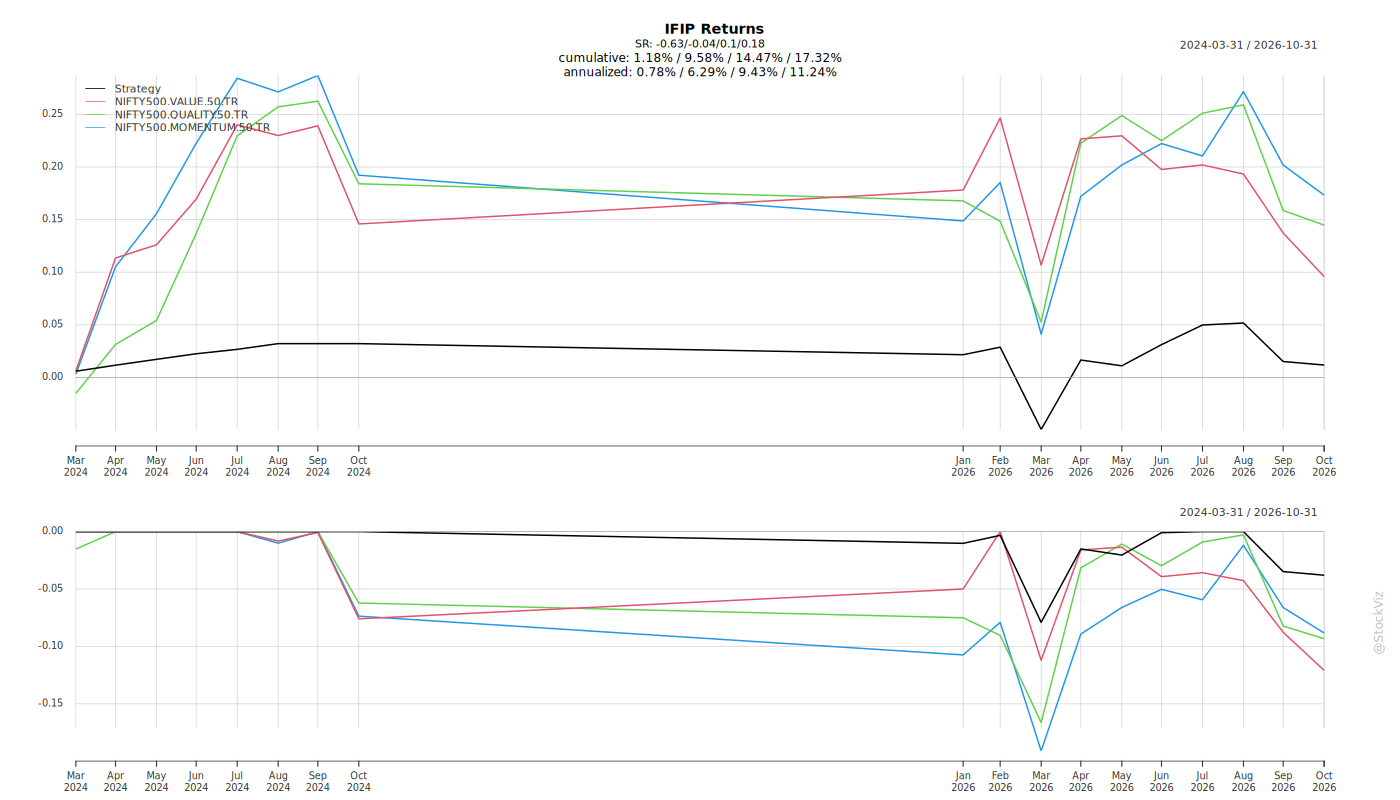 IFIP Returns
SR: -0.63/-0.04/0.1/0.18
2024-03-31 / 2026-10-31
cumulative: 1.18% / 9.58% / 14.47% / 17.32%
annualized: 0.78% / 6.29% / 9.43% / 11.24%
Strategy
NIFTY500.VALUE.50.TR
NIFTY500.QUALITY50.TR
NIFTY500.MOMENTUM.50.TR
0.25
0.20
0.15
0.10
0.05
0.00
Mar Apr May Jun Jul Aug Sep Oct Jan Feb Mar Apr May Jun Jul Aug Sep Oct
2024 2024 2024 2024 2024 2024 2024 2024 2026 2026 2026 2026 2026 2026 2026 2026 2026 2026
2024-03-31 / 2026-10-31
0.00
-0.05
-0.10
-0.15
Mar Apr May Jun Jul Aug Sep Oct Jan Feb Mar Apr May Jun Jul Aug Sep Oct
2024 2024 2024 2024 2024 2024 2024 2024 2026 2026 2026 2026 2026 2026 2026 2026 2026 2026
@StockViz